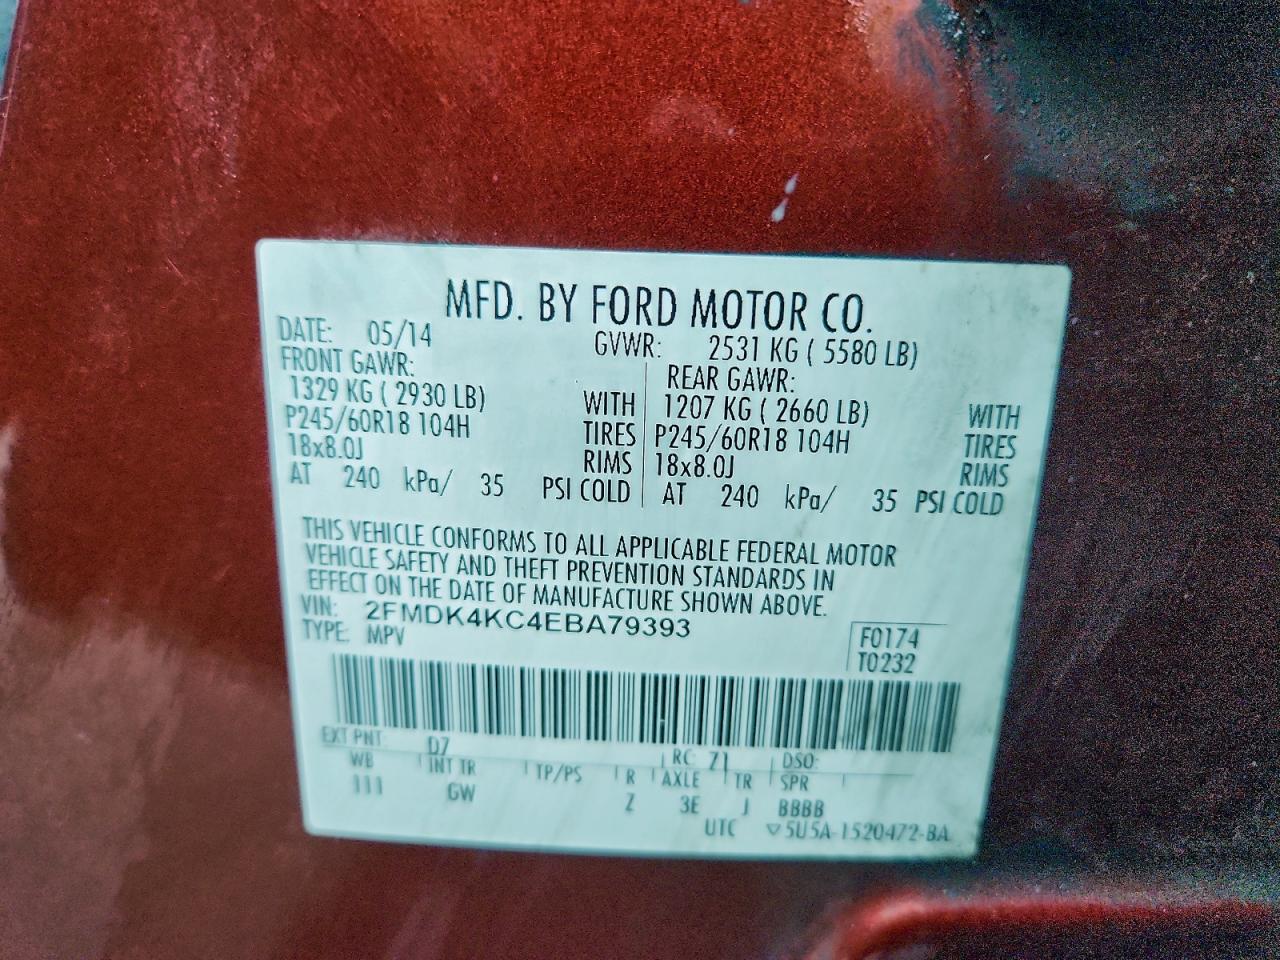 MFD. BY FORD MOTOR CO.
DATE: 05/14 GVWR: 2531 KG ( 5580 LB)
FRONT GAWR: REAR GAWR:
1329 KG ( 2930 LB) WITH 1207 KG ( 2660 LB) WITH
P245/60R18 104H TIRES P245/60R18 104H TIRES
18x8.0J RIMS 18x8.0J RIMS
AT 240 kPa/ 35 PSI COLD AT 240 kPa/ 35 PSI COLD
THIS VEHICLE CONFORMS TO ALL APPLICABLE FEDERAL MOTOR
VEHICLE SAFETY AND THEFT PREVENTION STANDARDS IN
EFFECT ON THE DATE OF MANUFACTURE SHOWN ABOVE.
VIN: 2FMDK4KC4EBA79393
TYPE: MPV F0174
T0232
EXT PNT: D7 RC: 71 DSO:
WB INT TR TP/PS R AXLE TR SPR
111 GW Z 3E J BBBB
UTC ▽5U5A-1520472-BA